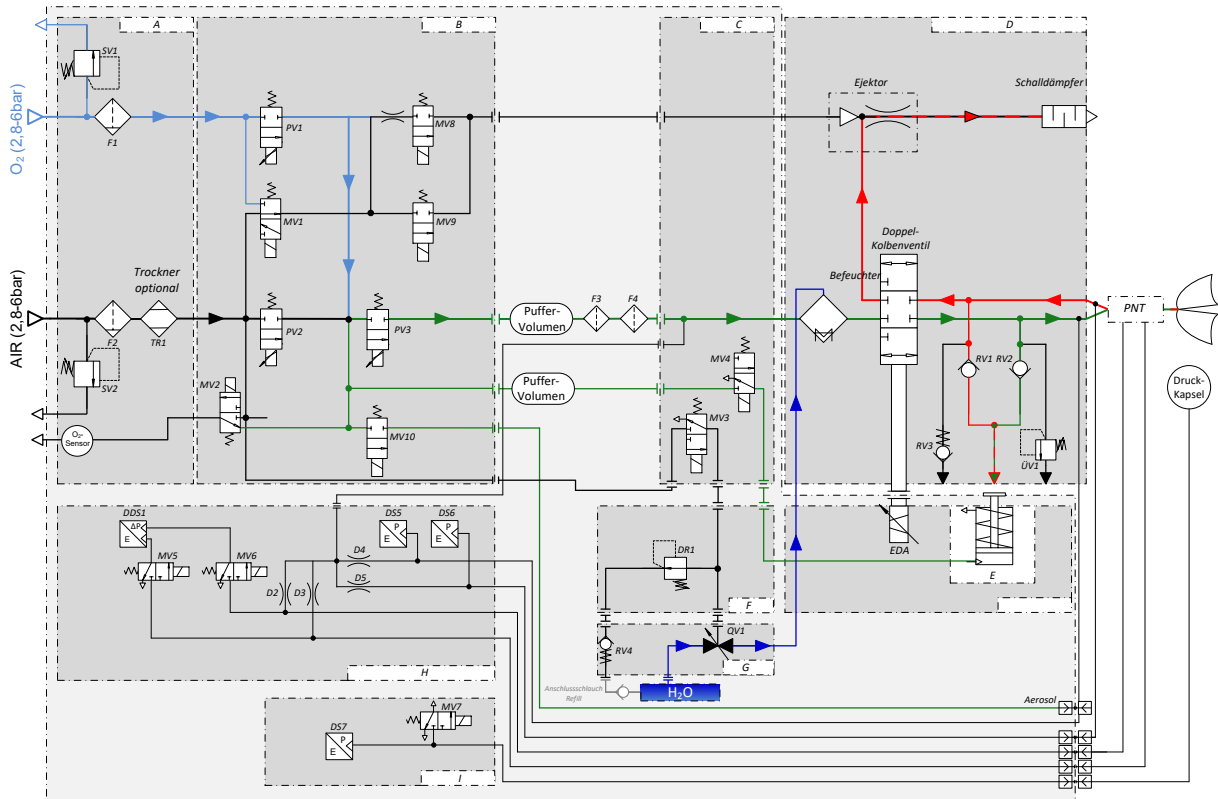 A
B
C
D
SV1
O₂ (2,8-6bar)
F1
PV1
MV8
Ejektor
Schalldämpfer
MV1
MV9
Doppel-
Kolbenventil
Trockner
optional
Befeuchter
AIR (2,8-6bar)
F2
TR1
PV2
PV3
Puffer-
Volumen
F3
F4
PNT
SV2
MV2
Puffer-
Volumen
MV4
RV1
RV2
Druck-
Kapsel
O₂-
Sensor
MV10
MV3
RV3
ÜV1
DDS1
ΔP
E
DS5
P
E
DS6
P
E
MV5
MV6
D4
D5
D2
D3
DR1
EDA
E
F
QV1
RV4
G
H
Anschlussschlauch
Refill
H₂O
Aerosol
MV7
DS7
P
E
I